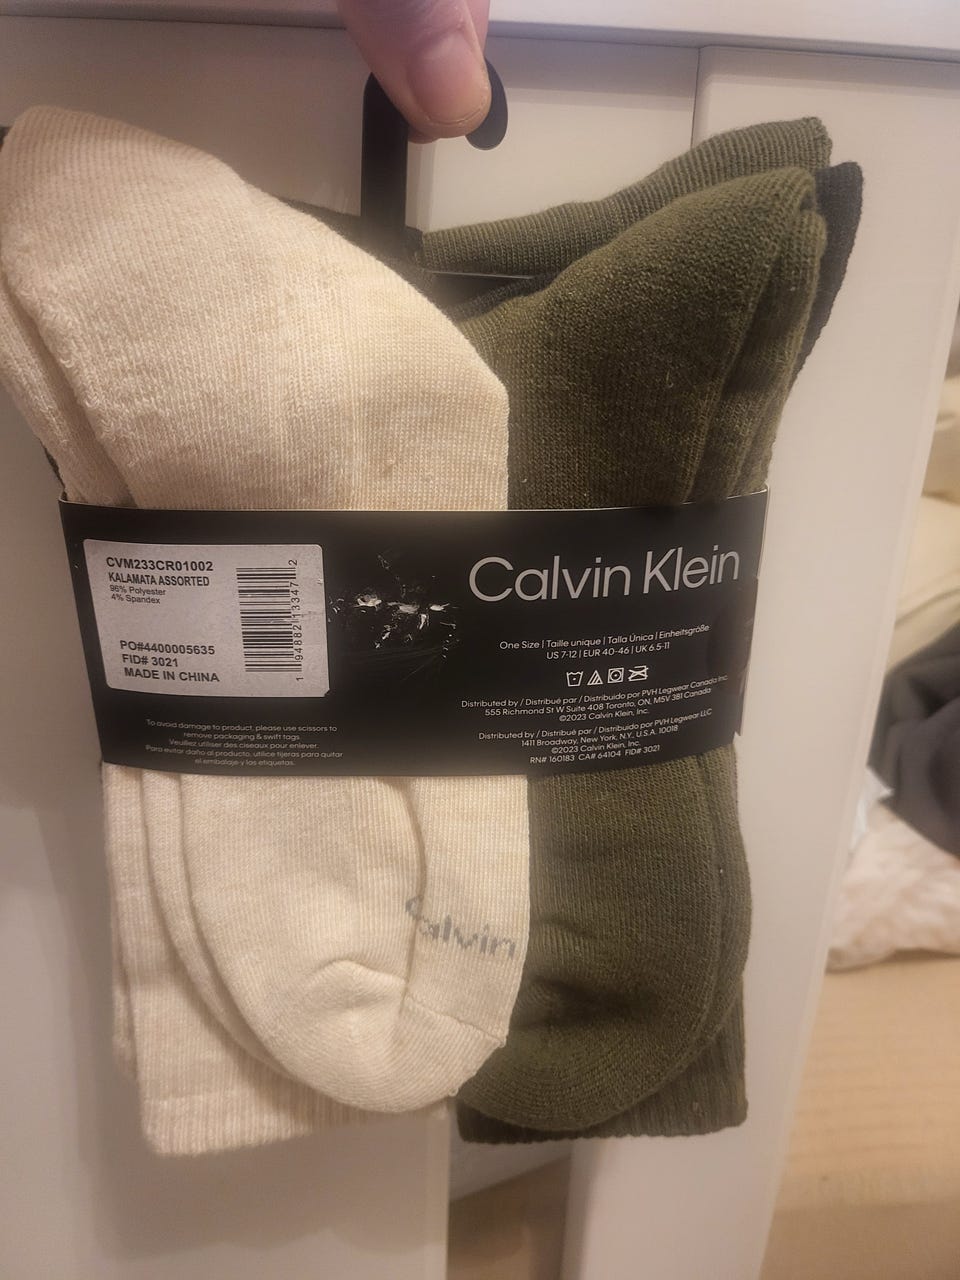 CVM233CR01002
KALAMATA ASSORTED
96% Polyester
4% Spandex
PO#4400005635
FID# 3021
MADE IN CHINA
1 94882 13347 2
To avoid damage to product, please use scissors to
remove packaging & swift tags.
Veuillez utiliser des ciseaux pour enlever.
Para evitar daño al producto, utilice tijeras para quitar
el embalaje y las etiquetas.
Calvin Klein
One Size | Taille unique | Talla Única | Einheitsgröße
US 7-12 | EUR 40-46 | UK 6.5-11
Distributed by / Distribué par / Distribuido por PVH Legwear Canada Inc.
555 Richmond St W Suite 408 Toronto, ON, M5V 3B1 Canada
©2023 Calvin Klein, Inc.
Distributed by / Distribué par / Distribuido por PVH Legwear LLC
1411 Broadway, New York, N.Y., U.S.A. 10018
©2023 Calvin Klein, Inc.
RN# 160183 CA# 64104 FID# 3021
Calvin